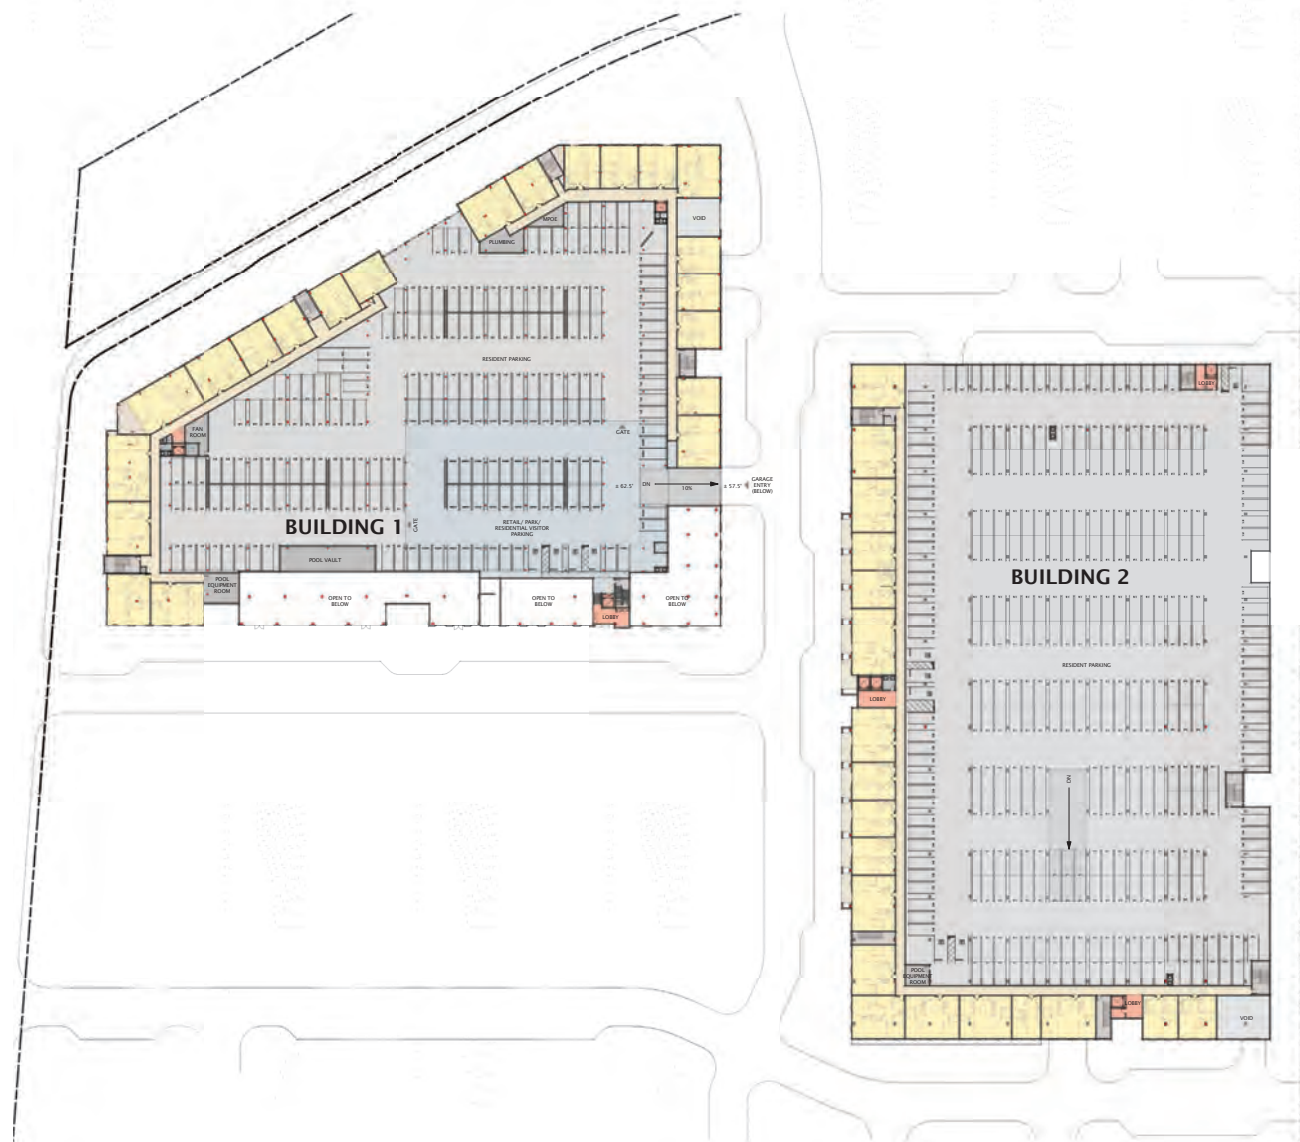 MPOE
VOID
PLUMBING
RESIDENT PARKING
LOBBY
FAN
ROOM
GATE
± 62.5'
DN
10%
± 57.5'
GARAGE
ENTRY
(BELOW)
BUILDING 1
GATE
RETAIL/ PARK/
RESIDENTIAL VISITOR
PARKING
POOL VAULT
POOL
EQUIPMENT
ROOM
OPEN TO
BELOW
OPEN TO
BELOW
OPEN TO
BELOW
LOBBY
BUILDING 2
RESIDENT PARKING
LOBBY
DN
POOL
EQUIPMENT
ROOM
LOBBY
VOID